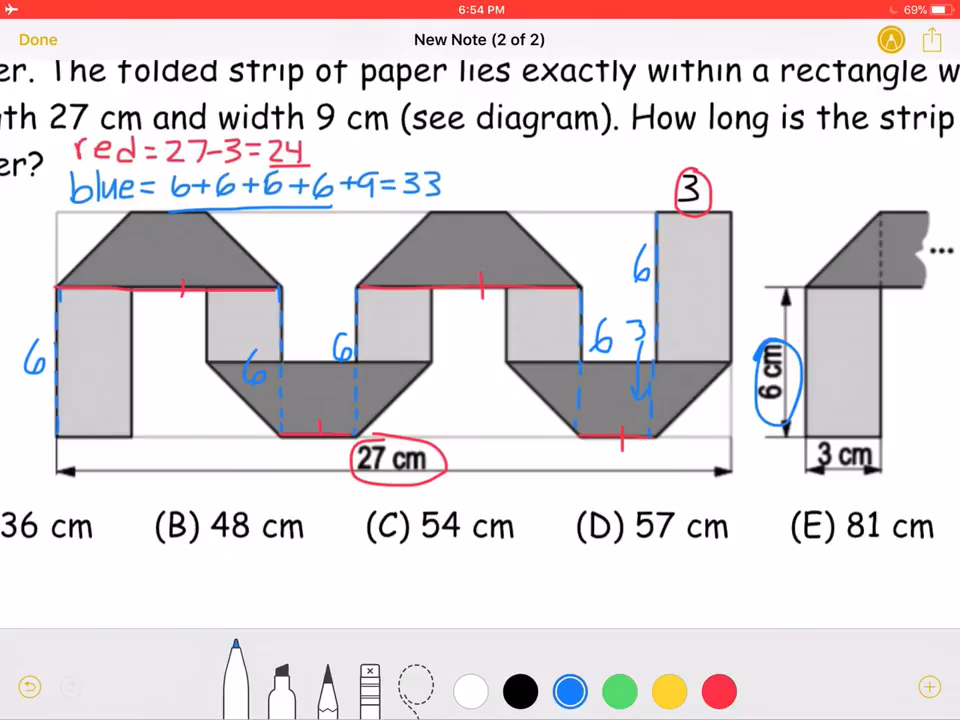 6:54 PM
69%
Done
New Note (2 of 2)
er. The folded strip of paper lies exactly within a rectangle w
th 27 cm and width 9 cm (see diagram). How long is the strip
er?
red = 27-3 = 24
blue = 6+6+6+6+9=33
3
6
6
6
6
6 3
27 cm
6 cm
3 cm
...
36 cm (B) 48 cm (C) 54 cm (D) 57 cm (E) 81 cm